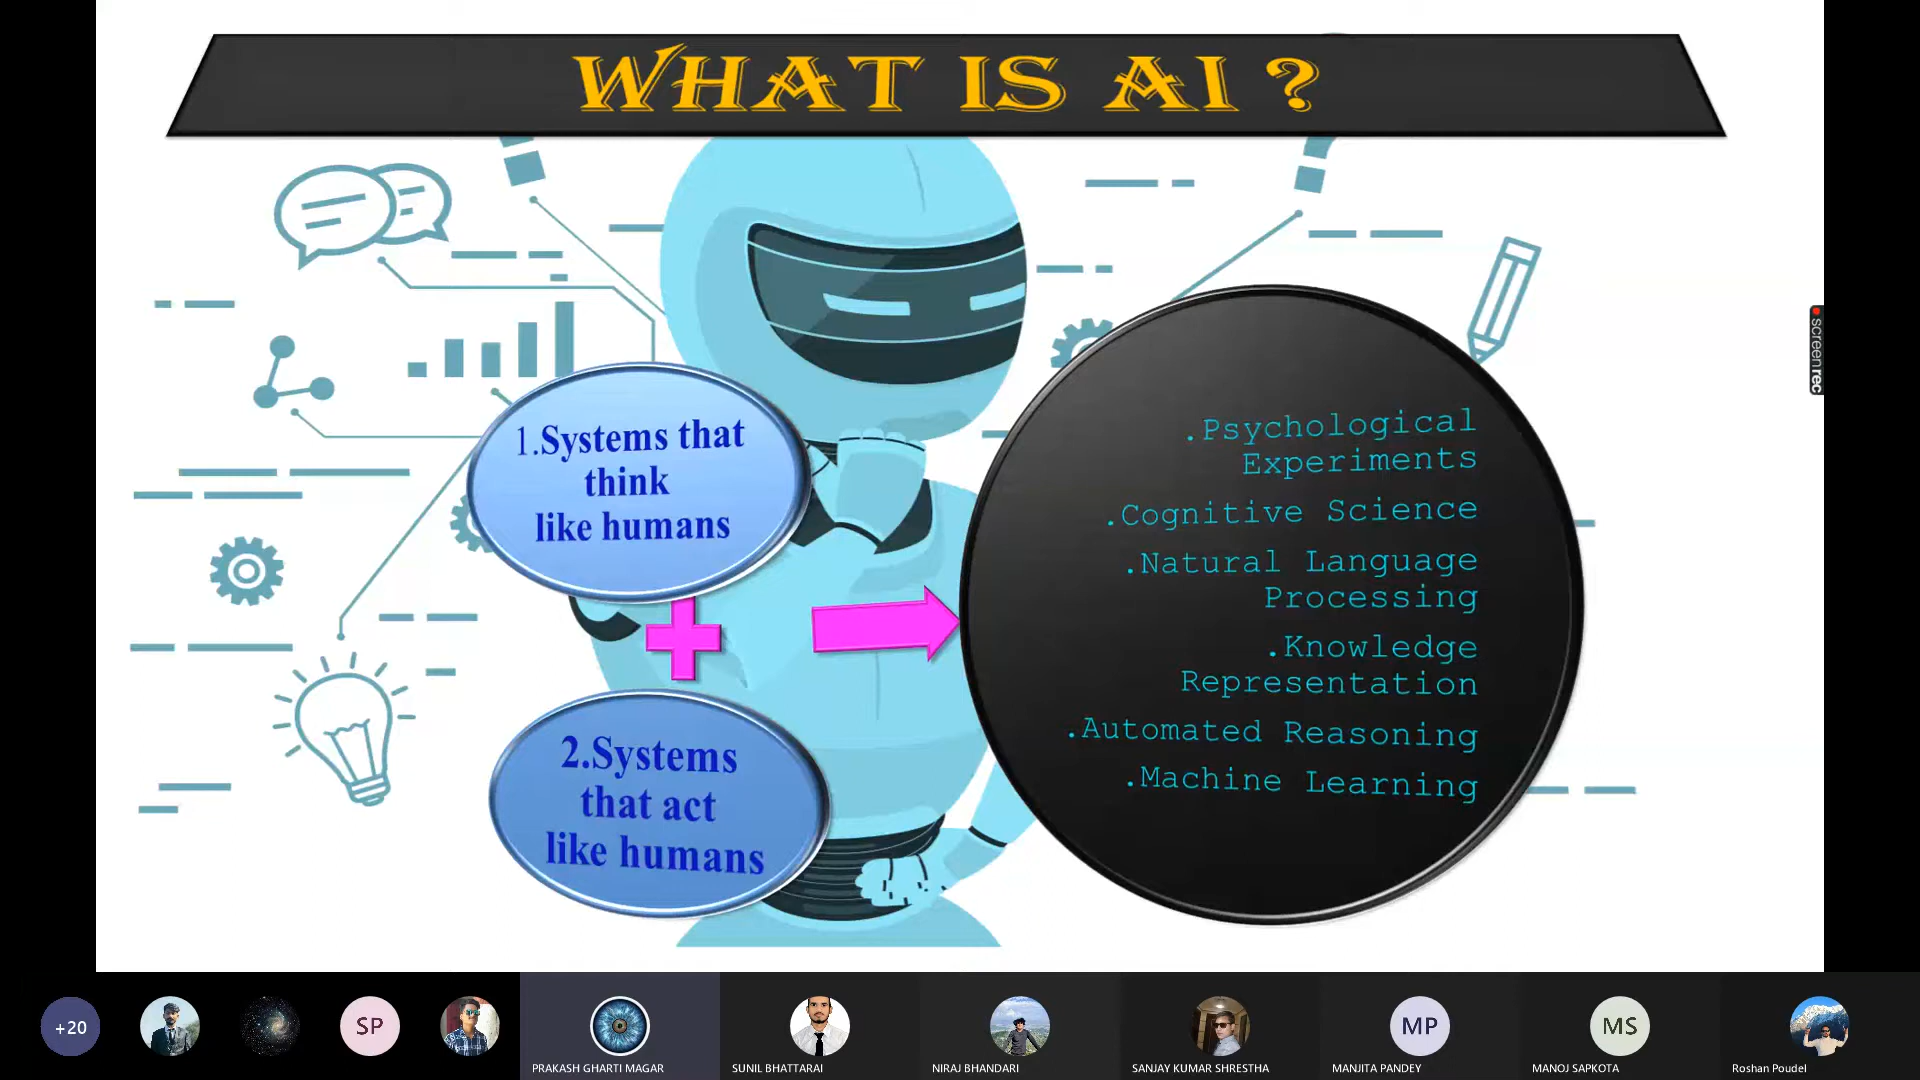 WHAT IS AI ?
1.Systems that
think
like humans
2.Systems
that act
like humans
.Psychological
Experiments
.Cognitive Science
.Natural Language
Processing
.Knowledge
Representation
.Automated Reasoning
.Machine Learning
screenrec
+20
SP
PRAKASH GHARTI MAGAR
SUNIL BHATTARAI
NIRAJ BHANDARI
SANJAY KUMAR SHRESTHA
MP
MANJITA PANDEY
MS
MANOJ SAPKOTA
Roshan Poudel